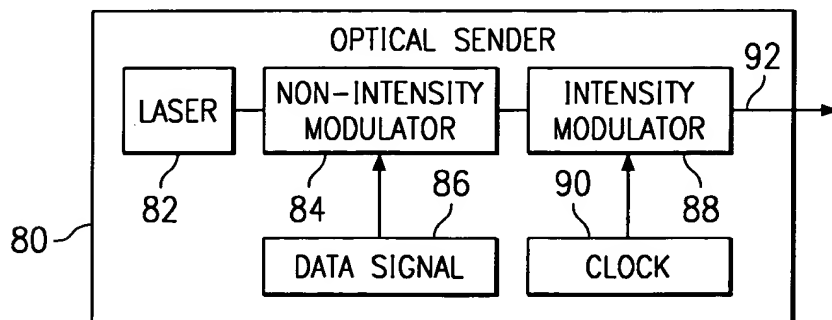 OPTICAL SENDER
LASER
NON-INTENSITY
MODULATOR
INTENSITY
MODULATOR
92
82
84
86
90
88
80
DATA SIGNAL
CLOCK